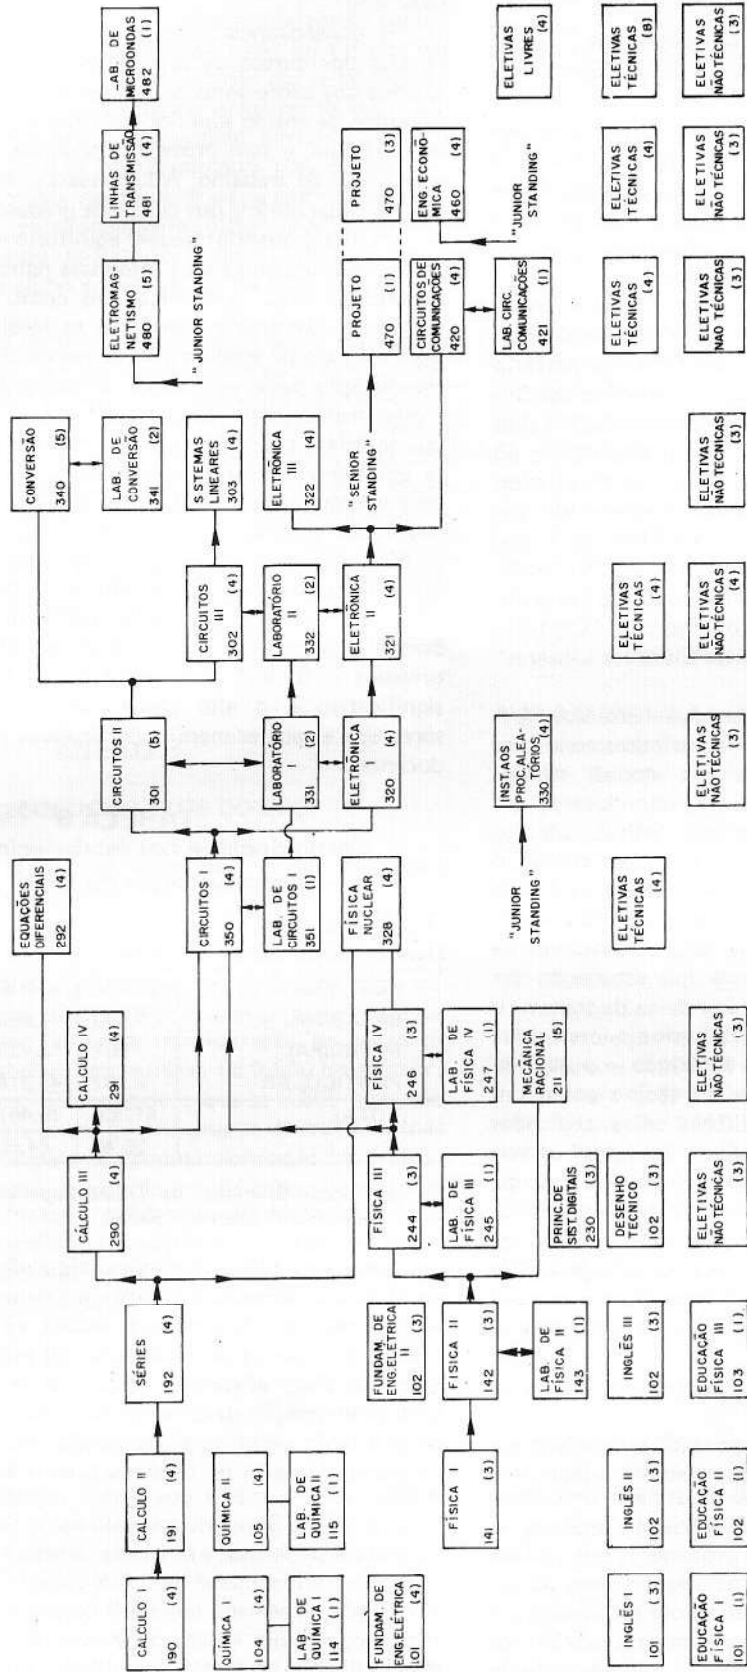 CALCULO I
190 (4)
QUÍMICA I
104 (4)
LAB. DE
QUÍMICA I
114 (1)
FUNDAM. DE
ENG. ELÉTRICA
101 (4)
INGLÊS I
101 (3)
EDUCAÇÃO
FÍSICA I
101 (1)
CALCULO II
191 (4)
QUÍMICA II
105 (4)
LAB. DE
QUÍMICA II
115 (1)
FÍSICA I
141 (3)
INGLÊS II
102 (3)
EDUCAÇÃO
FÍSICA II
102 (1)
SÉRIES
192 (4)
FUNDAM. DE
ENG. ELÉTRICA
II
102 (3)
FÍSICA II
142 (3)
LAB. DE
FÍSICA II
143 (1)
INGLÊS III
102 (3)
EDUCAÇÃO
FÍSICA III
103 (1)
CÁLCULO III
290 (4)
FÍSICA III
244 (3)
LAB. DE
FÍSICA III
245 (1)
PRINC. DE
SIST. DIGITAIS
230 (3)
DESENHO
TÉCNICO
102 (3)
ELETIVAS
NÃO TÉCNICAS
(3)
CALCULO IV
291 (4)
FÍSICA IV
246 (3)
LAB. DE
FÍSICA IV
247 (1)
MECÂNICA
RACIONAL
211 (5)
ELETIVAS
NÃO TÉCNICAS
(3)
EQUAÇÕES
DIFERENCIAIS
292 (4)
CIRCUITOS I
350 (4)
LAB. DE
CIRCUITOS I
351 (1)
FÍSICA
NUCLEAR
328 (4)
"JUNIOR
STANDING"
ELETIVAS
TÉCNICAS
(4)
CIRCUITOS II
301 (5)
LABORATÓRIO
I
331 (2)
ELETRÔNICA
I
320 (4)
INST. AOS
PROC. ALEA-
TÓRIOS
330 (4)
ELETIVAS
NÃO TÉCNICAS
(3)
CIRCUITOS
III
302 (4)
LABORATÓRIO
II
332 (2)
ELETRÔNICA
II
321 (4)
ELETIVAS
TÉCNICAS
(4)
ELETIVAS
NÃO TÉCNICAS
(4)
CONVERSÃO
340 (5)
LAB. DE
CONVERSÃO
341 (2)
SISTEMAS
LINEARES
303 (4)
ELETRÔNICA
III
322 (4)
"SENIOR
STANDING"
ELETIVAS
NÃO TÉCNICAS
(3)
"JUNIOR STANDING"
ELETROMAG-
NETISMO
480 (5)
PROJETO
470 (1)
CIRCUITOS DE
COMUNICAÇÕES
420 (4)
LAB. CIRC.
COMUNICAÇÕES
421 (1)
ELETIVAS
TÉCNICAS
(4)
ELETIVAS
NÃO TÉCNICAS
(3)
LINHAS DE
TRANSMISSÃO
481 (4)
PROJETO
470 (3)
ENG. ECONÔ-
MICA
460 (4)
"JUNIOR
STANDING"
ELETIVAS
TÉCNICAS
(4)
ELETIVAS
NÃO TÉCNICAS
(3)
LAB. DE
MICROONDAS
482 (1)
ELETIVAS
LIVRES
(4)
ELETIVAS
TÉCNICAS
(8)
ELETIVAS
NÃO TÉCNICAS
(3)